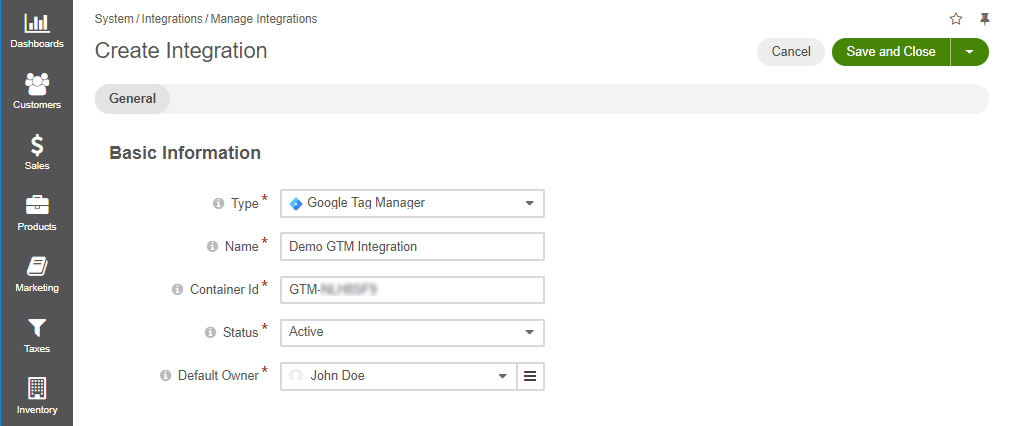 System / Integrations / Manage Integrations
Create Integration
Cancel
Save and Close
General
Basic Information
Type*
Google Tag Manager
Name*
Demo GTM Integration
Container Id*
GTM-
Status*
Active
Default Owner*
John Doe
Dashboards
Customers
Sales
Products
Marketing
Taxes
Inventory